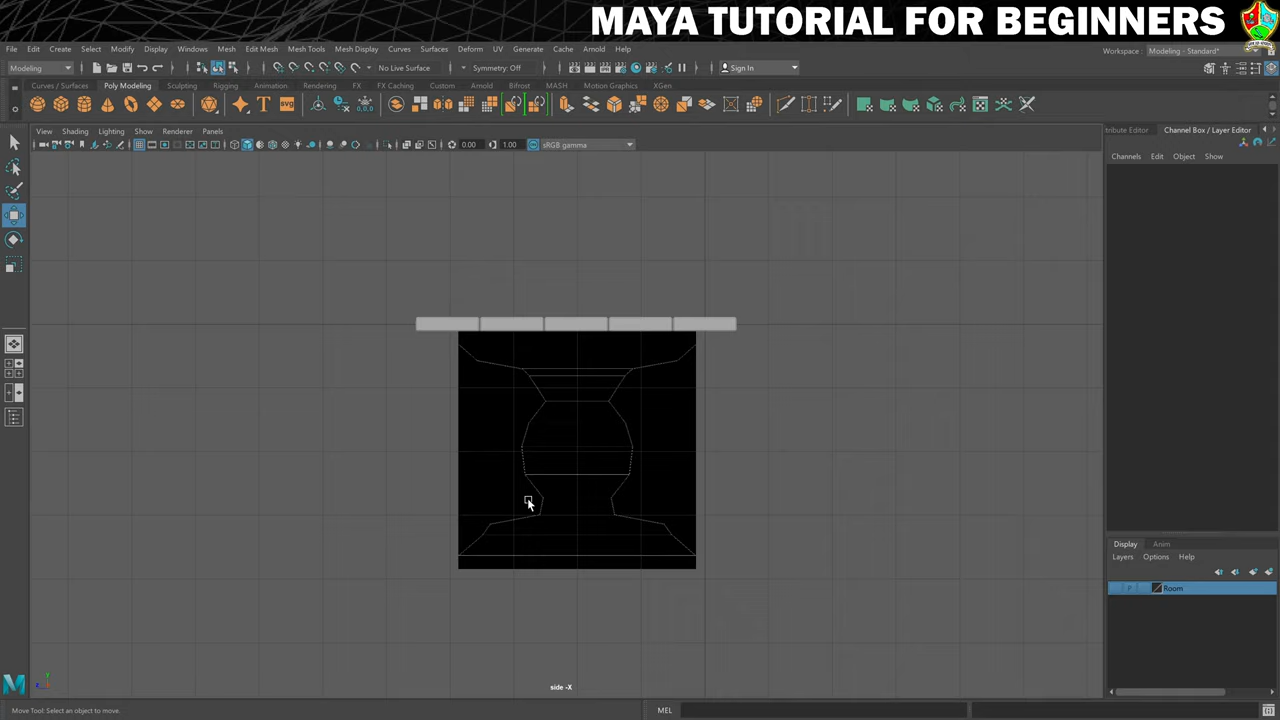 MAYA TUTORIAL FOR BEGINNERS
File Edit Create Select Modify Display Windows Mesh Edit Mesh Mesh Tools Mesh Display Curves Surfaces Deform UV Generate Cache Arnold Help
Workspace : Modeling - Standard*
Modeling No Live Surface Symmetry: Off Sign In
Curves / Surfaces Poly Modeling Sculpting Rigging Animation Rendering FX FX Caching Custom Arnold Bifrost MASH Motion Graphics XGen
View Shading Lighting Show Renderer Panels
0.00 1.00 sRGB gamma
tribute Editor Channel Box / Layer Editor
Channels Edit Object Show
side -X
Display Anim
Layers Options Help
P Room
Move Tool: Select an object to move.
MEL